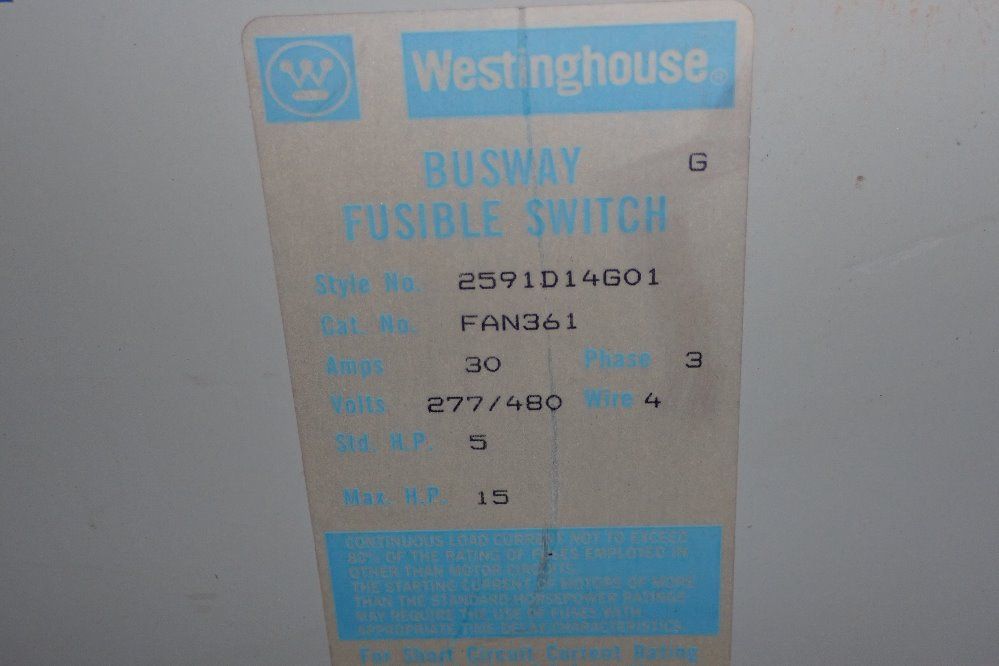 W
Westinghouse®
BUSWAY G
FUSIBLE SWITCH
Style No. 2591D14G01
Cat. No. FAN361
Amps 30 Phase 3
Volts 277/480 Wire 4
Std. H.P. 5
Max. H.P. 15
CONTINUOUS LOAD CURRENT NOT TO EXCEED
80% OF THE RATING OF FUSES EMPLOYED IN
OTHER THAN MOTOR CIRCUITS.
THE STARTING CURRENT OF MOTORS OF MORE
THAN THE STANDARD HORSEPOWER RATINGS
MAY REQUIRE THE USE OF FUSES WITH
APPROPRIATE TIME-DELAY CHARACTERISTICS.
For Short Circuit Current Rating